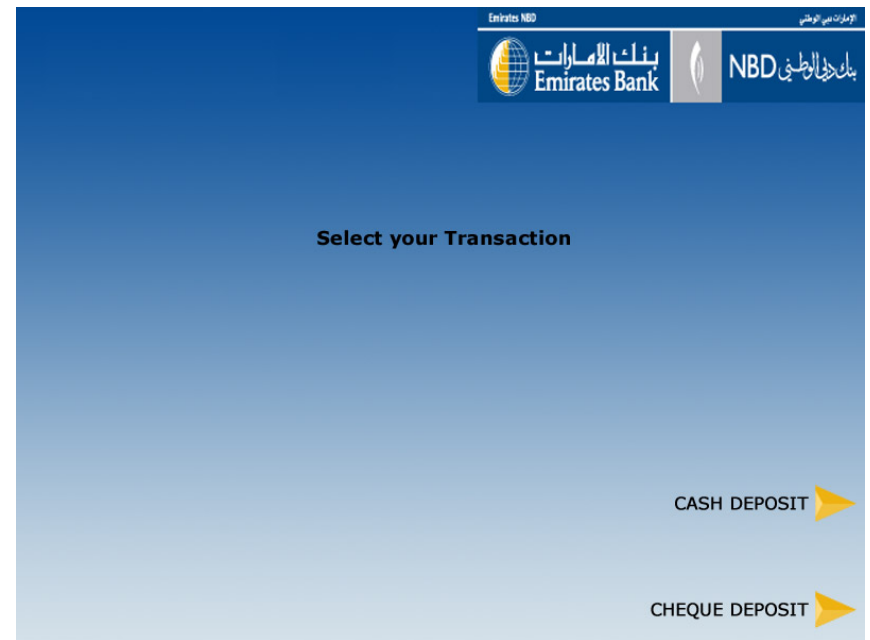 Emirates NBD الإمارات دبي الوطني
بنك الامارات
Emirates Bank
NBD بنك دبي الوطني
Select your Transaction
CASH DEPOSIT
CHEQUE DEPOSIT